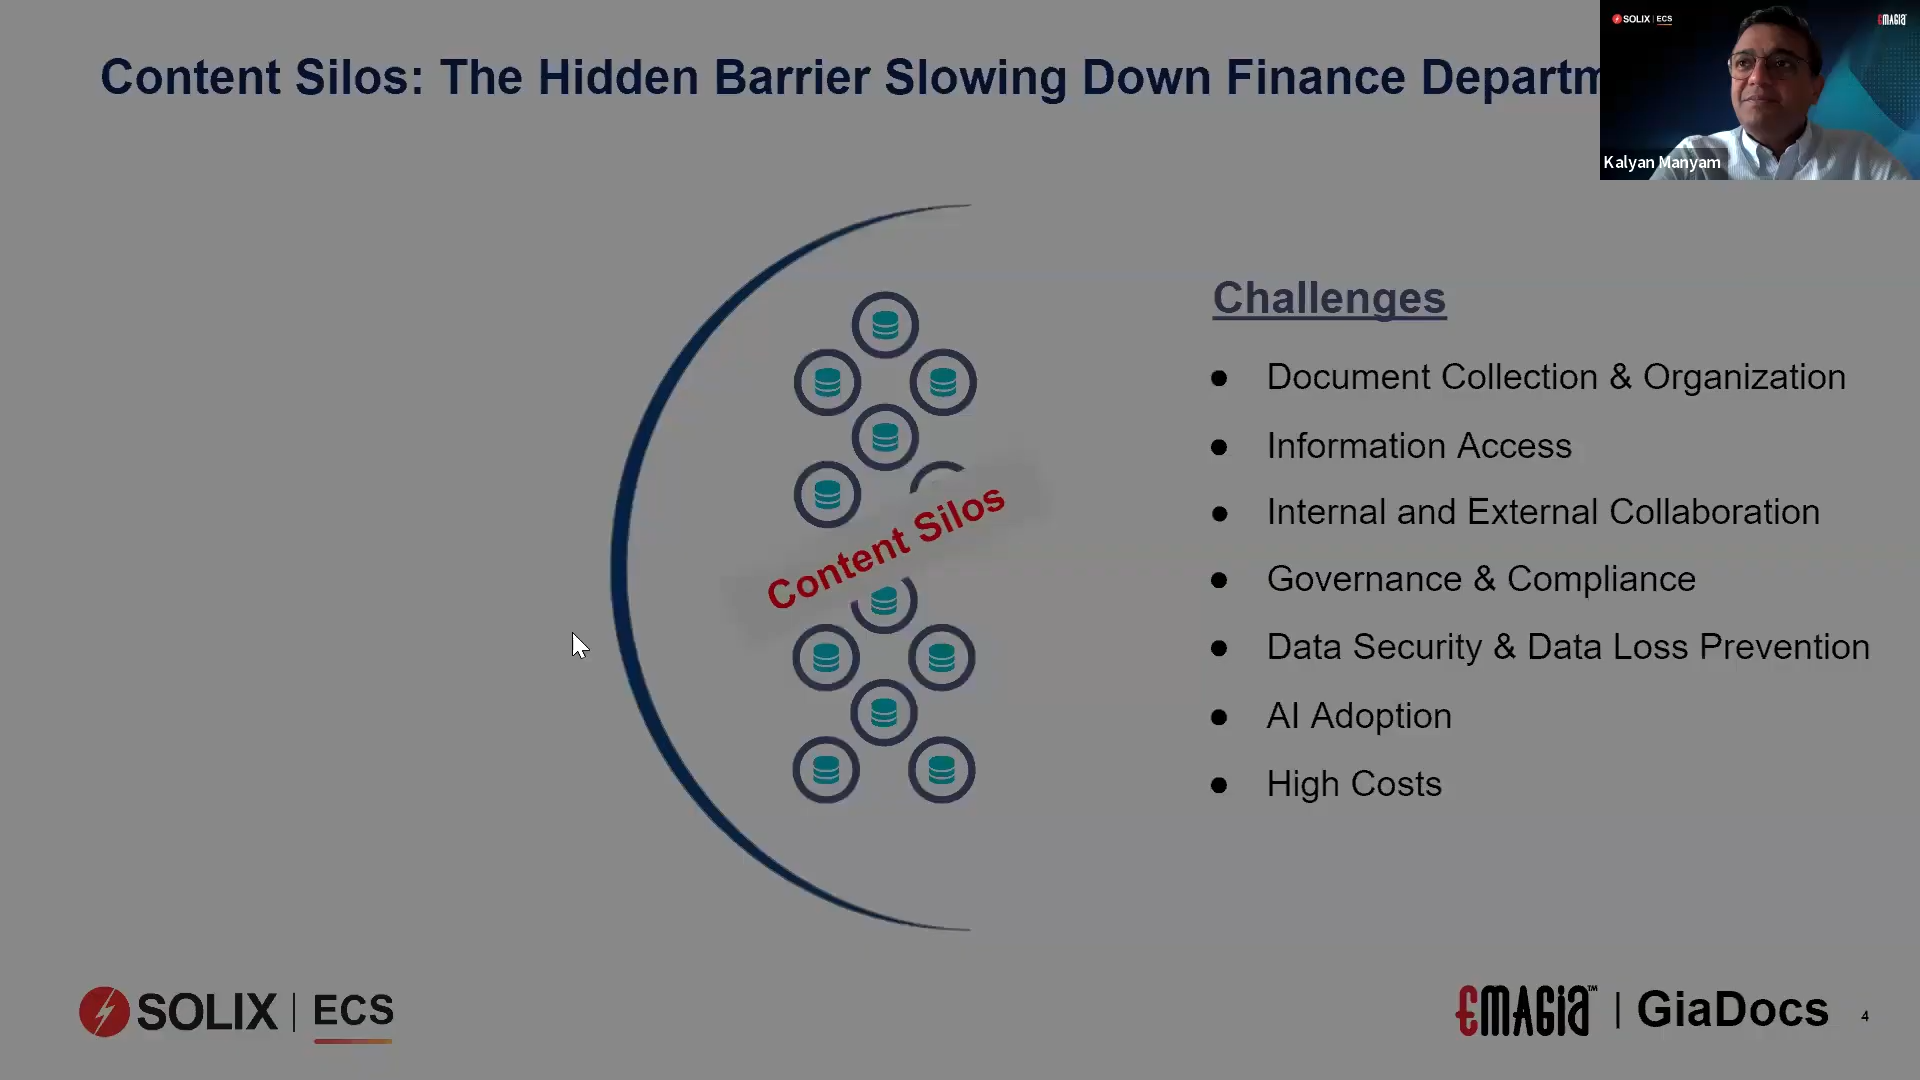 SOLIX | ECS
EMAGIA
Kalyan Manyam
Content Silos: The Hidden Barrier Slowing Down Finance Departm
Challenges
● Document Collection & Organization
● Information Access
● Internal and External Collaboration
● Governance & Compliance
● Data Security & Data Loss Prevention
● AI Adoption
● High Costs
Content Silos
SOLIX | ECS
EMAGIA™ | GiaDocs
4